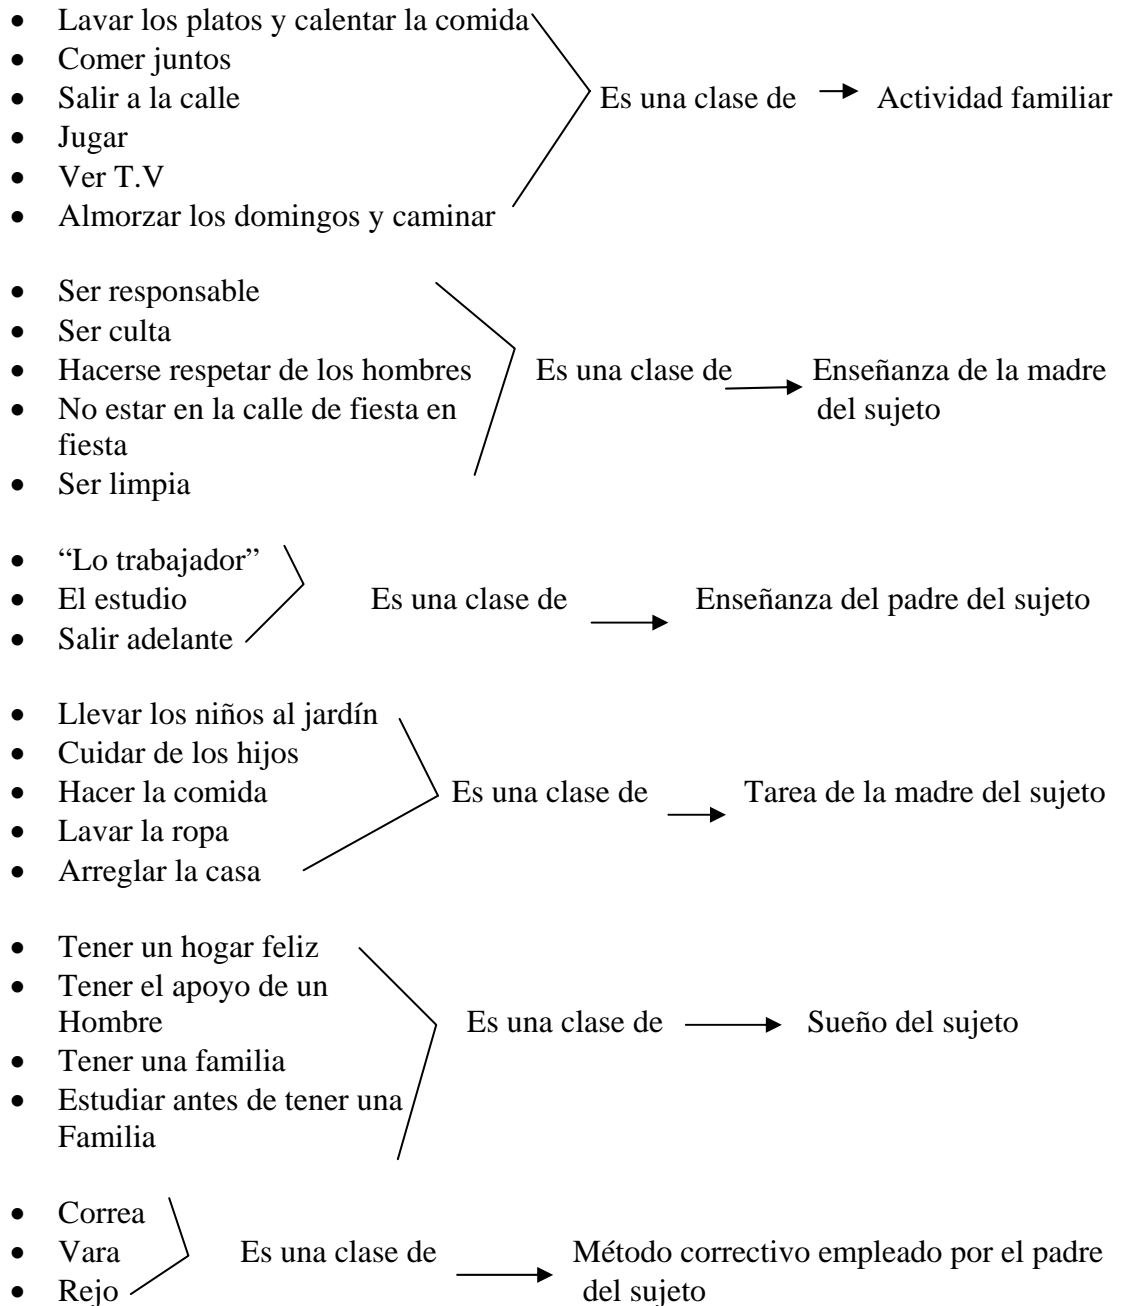 • Lavar los platos y calentar la comida
• Comer juntos
• Salir a la calle Es una clase de Actividad familiar
• Jugar
• Ver T.V
• Almorzar los domingos y caminar
• Ser responsable
• Ser culta
• Hacerse respetar de los hombres Es una clase de Enseñanza de la madre
• No estar en la calle de fiesta en del sujeto
fiesta
• Ser limpia
• “Lo trabajador”
• El estudio Es una clase de Enseñanza del padre del sujeto
• Salir adelante
• Llevar los niños al jardín
• Cuidar de los hijos
• Hacer la comida Es una clase de Tarea de la madre del sujeto
• Lavar la ropa
• Arreglar la casa
• Tener un hogar feliz
• Tener el apoyo de un
Hombre Es una clase de Sueño del sujeto
• Tener una familia
• Estudiar antes de tener una
Familia
• Correa
• Vara Es una clase de Método correctivo empleado por el padre
• Rejo del sujeto